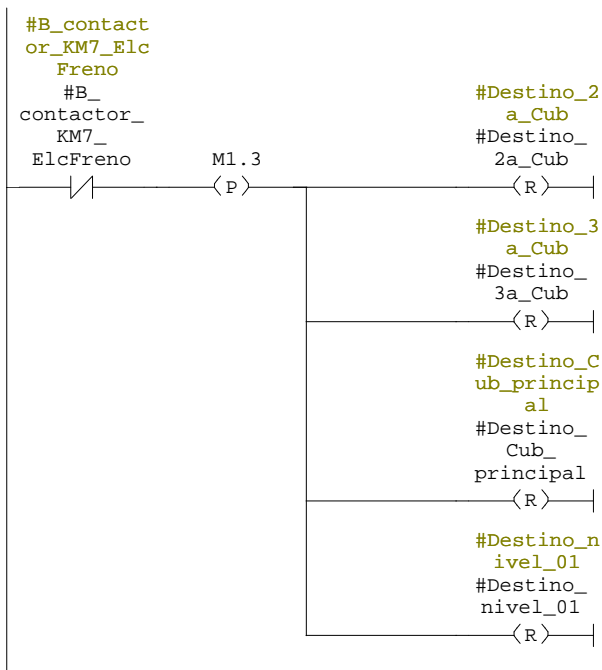 #B_contact
or_KM7_Elc
Freno
#B_
contactor_
KM7_
ElcFreno
M1.3
P
#Destino_2
a_Cub
#Destino_
2a_Cub
R
#Destino_3
a_Cub
#Destino_
3a_Cub
R
#Destino_C
ub_princip
al
#Destino_
Cub_
principal
R
#Destino_n
ivel_01
#Destino_
nivel_01
R